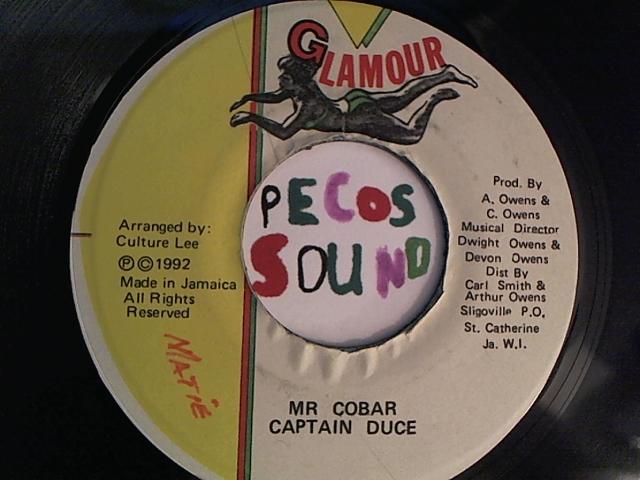 GLAMOUR
PECOS
SOUND
Arranged by:
Culture Lee
Ⓟ©1992
Made in Jamaica
All Rights
Reserved
MATIE
Prod. By
A. Owens &
C. Owens
Musical Director
Dwight Owens &
Devon Owens
Dist By
Carl Smith &
Arthur Owens
Sligoville P.O.
St. Catherine
Ja. W.I.
MR COBAR
CAPTAIN DUCE